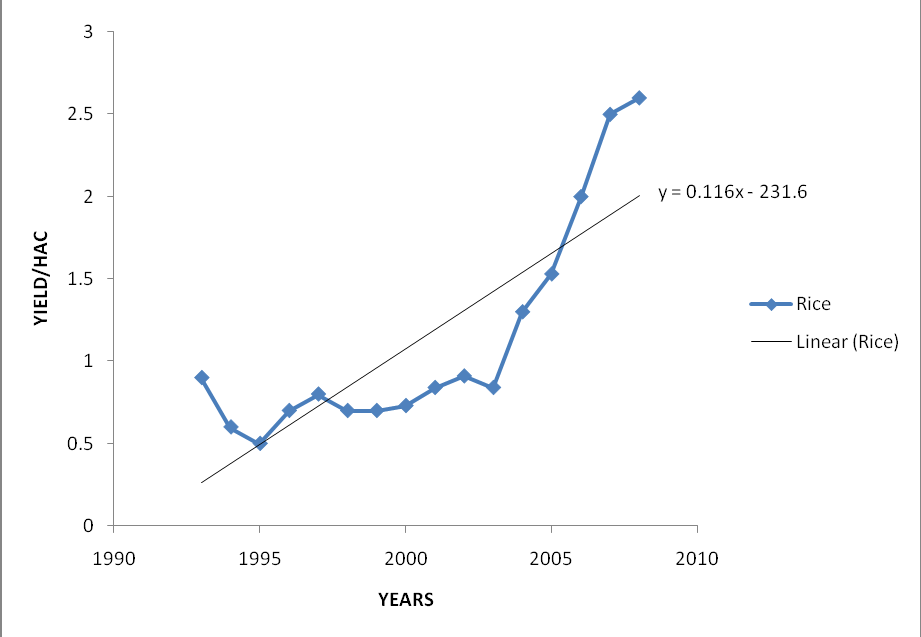 3
2.5
2
1.5
1
0.5
0
YIELD/HAC
y = 0.116x - 231.6
Rice
Linear (Rice)
1990 1995 2000 2005 2010
YEARS